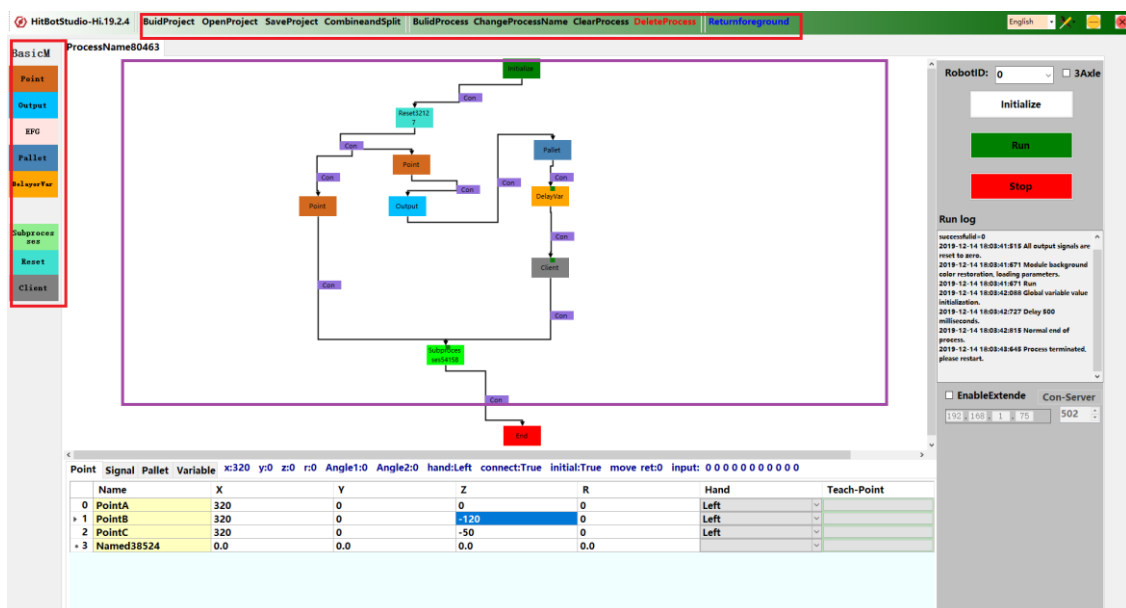 HitBotStudio-Hi.19.2.4 BuidProject OpenProject SaveProject CombineandSplit BulidProcess ChangeProcessName ClearProcess DeleteProcess Returnforeground English
BasicM
Point
Output
EFG
Pallet
DelayorVar
Subproces
ses
Reset
Client
ProcessName80463
Initialize
Con
Reset3212
7
Con
Point
Con
Con
Point
Output
Con
Pallet
Con
DelayVar
Con
Client
Con
Con
Subproces
ses54158
Con
End
RobotID: 0 3Axle
Initialize
Run
Stop
Run log
successfulid=0
2019-12-14 18:03:41:515 All output signals are
reset to zero.
2019-12-14 18:03:41:671 Module background
color restoration, loading parameters.
2019-12-14 18:03:41:671 Run
2019-12-14 18:03:42:088 Global variable value
initialization.
2019-12-14 18:03:42:727 Delay 500
milliseconds.
2019-12-14 18:03:42:815 Normal end of
process.
2019-12-14 18:03:43:645 Process terminated,
please restart.
EnableExtende Con-Server
192 . 168 . 1 . 75 502
Point Signal Pallet Variable x:320 y:0 z:0 r:0 Angle1:0 Angle2:0 hand:Left connect:True initial:True move ret:0 input: 0 0 0 0 0 0 0 0 0 0 0
Name X Y Z R Hand Teach-Point
0 PointA 320 0 0 0 Left
1 PointB 320 0 -120 0 Left
2 PointC 320 0 -50 0 Left
3 Named38524 0.0 0.0 0.0 0.0